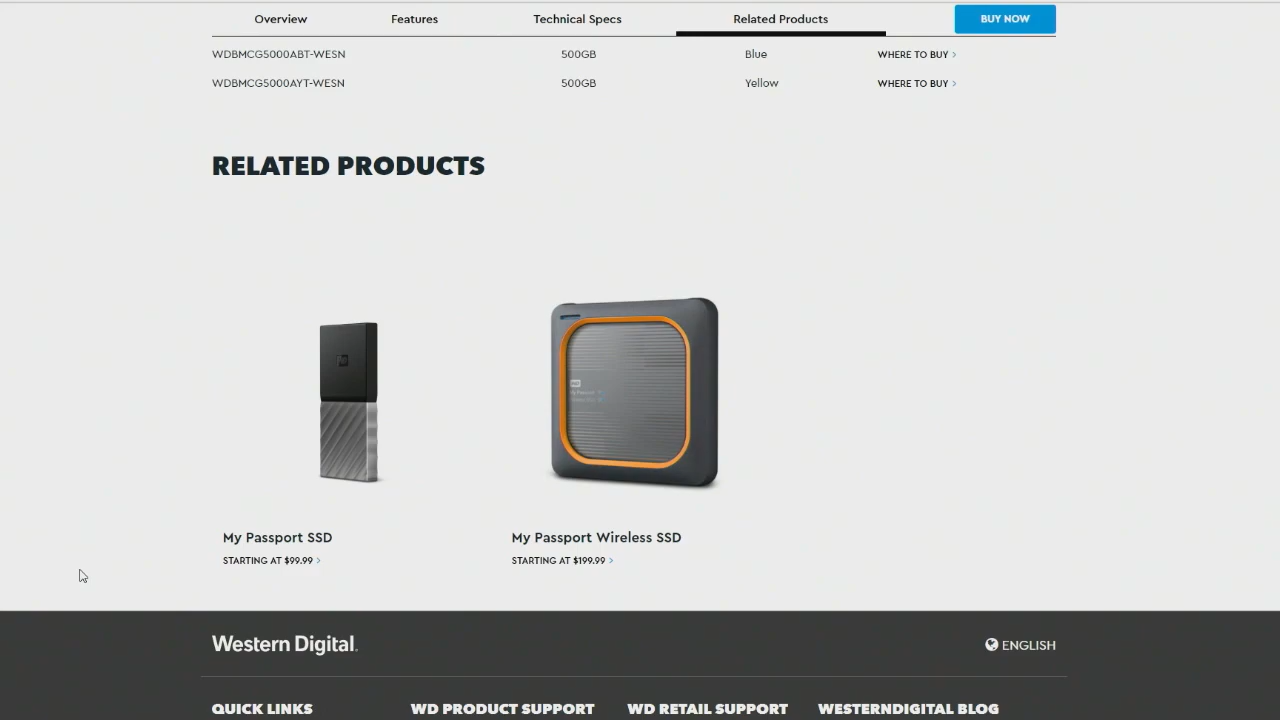 Overview Features Technical Specs Related Products BUY NOW
WDBMCG5000ABT-WESN 500GB Blue WHERE TO BUY >
WDBMCG5000AYT-WESN 500GB Yellow WHERE TO BUY >
RELATED PRODUCTS
My Passport SSD
STARTING AT $99.99 >
My Passport Wireless SSD
STARTING AT $199.99 >
Western Digital.
ENGLISH
QUICK LINKS WD PRODUCT SUPPORT WD RETAIL SUPPORT WESTERNDIGITAL BLOG